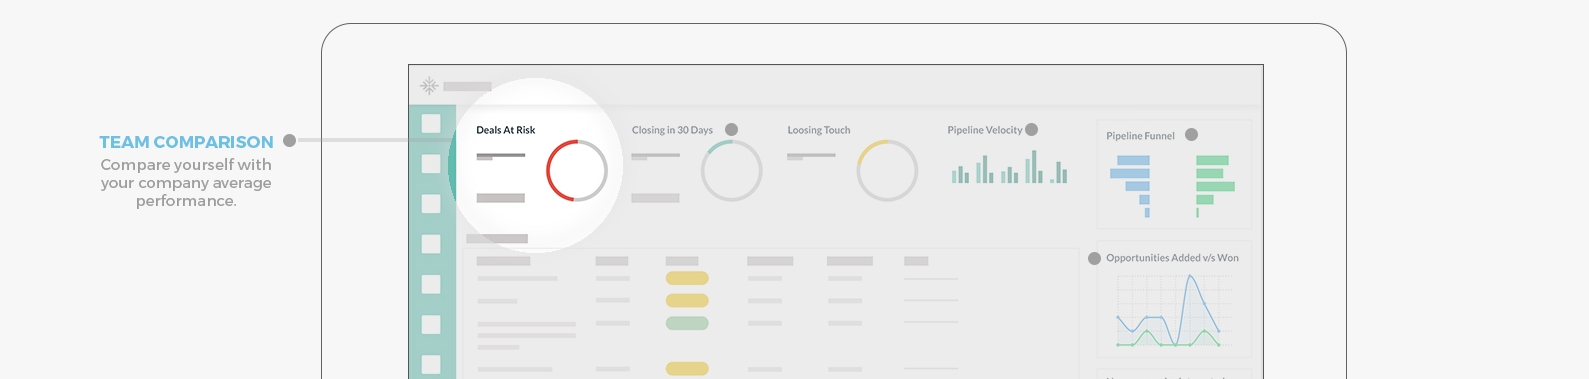 TEAM COMPARISON
Compare yourself with
your company average
performance.
Deals At Risk
Closing in 30 Days
Loosing Touch
Pipeline Velocity
Pipeline Funnel
Opportunities Added v/s Won